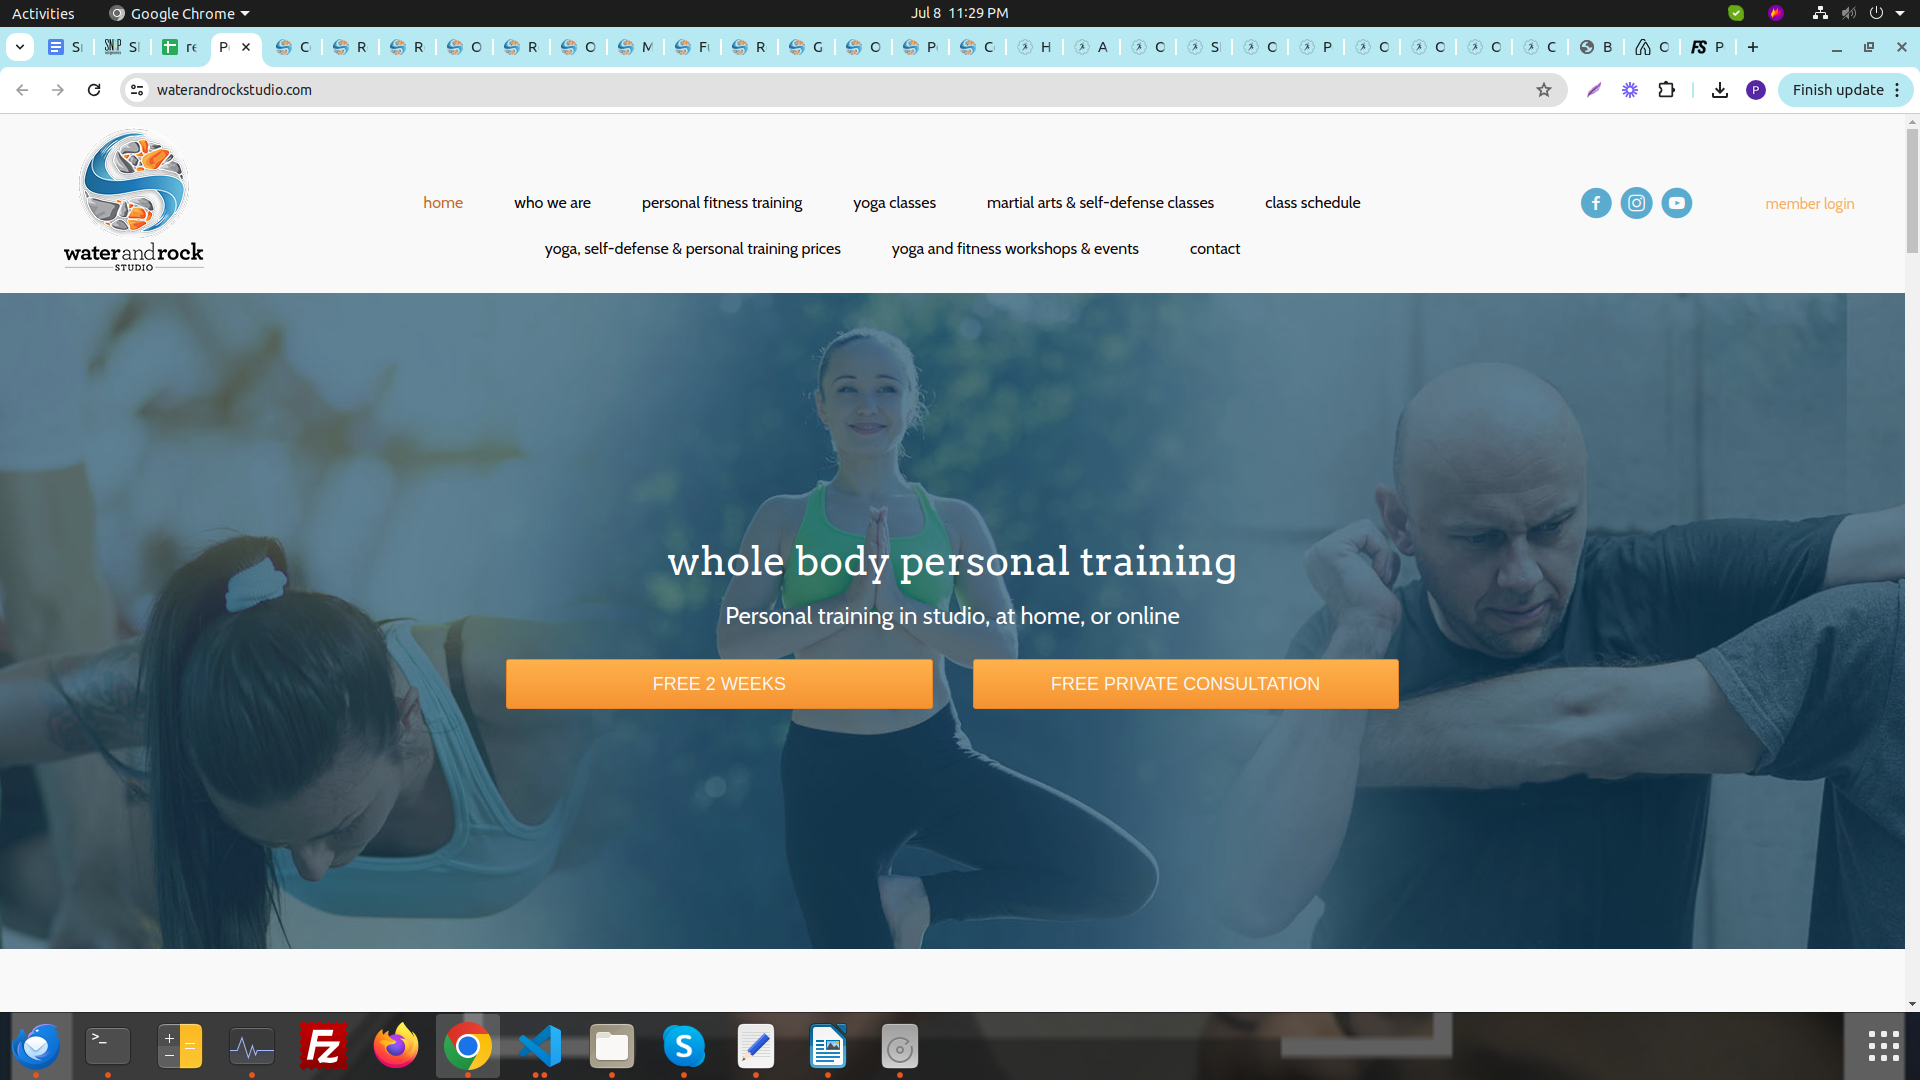 Activities
Google Chrome
Jul 8 11:29 PM
waterandrockstudio.com
Finish update
P
waterandrock
STUDIO
home
who we are
personal fitness training
yoga classes
martial arts & self-defense classes
class schedule
member login
yoga, self-defense & personal training prices
yoga and fitness workshops & events
contact
whole body personal training
Personal training in studio, at home, or online
FREE 2 WEEKS
FREE PRIVATE CONSULTATION